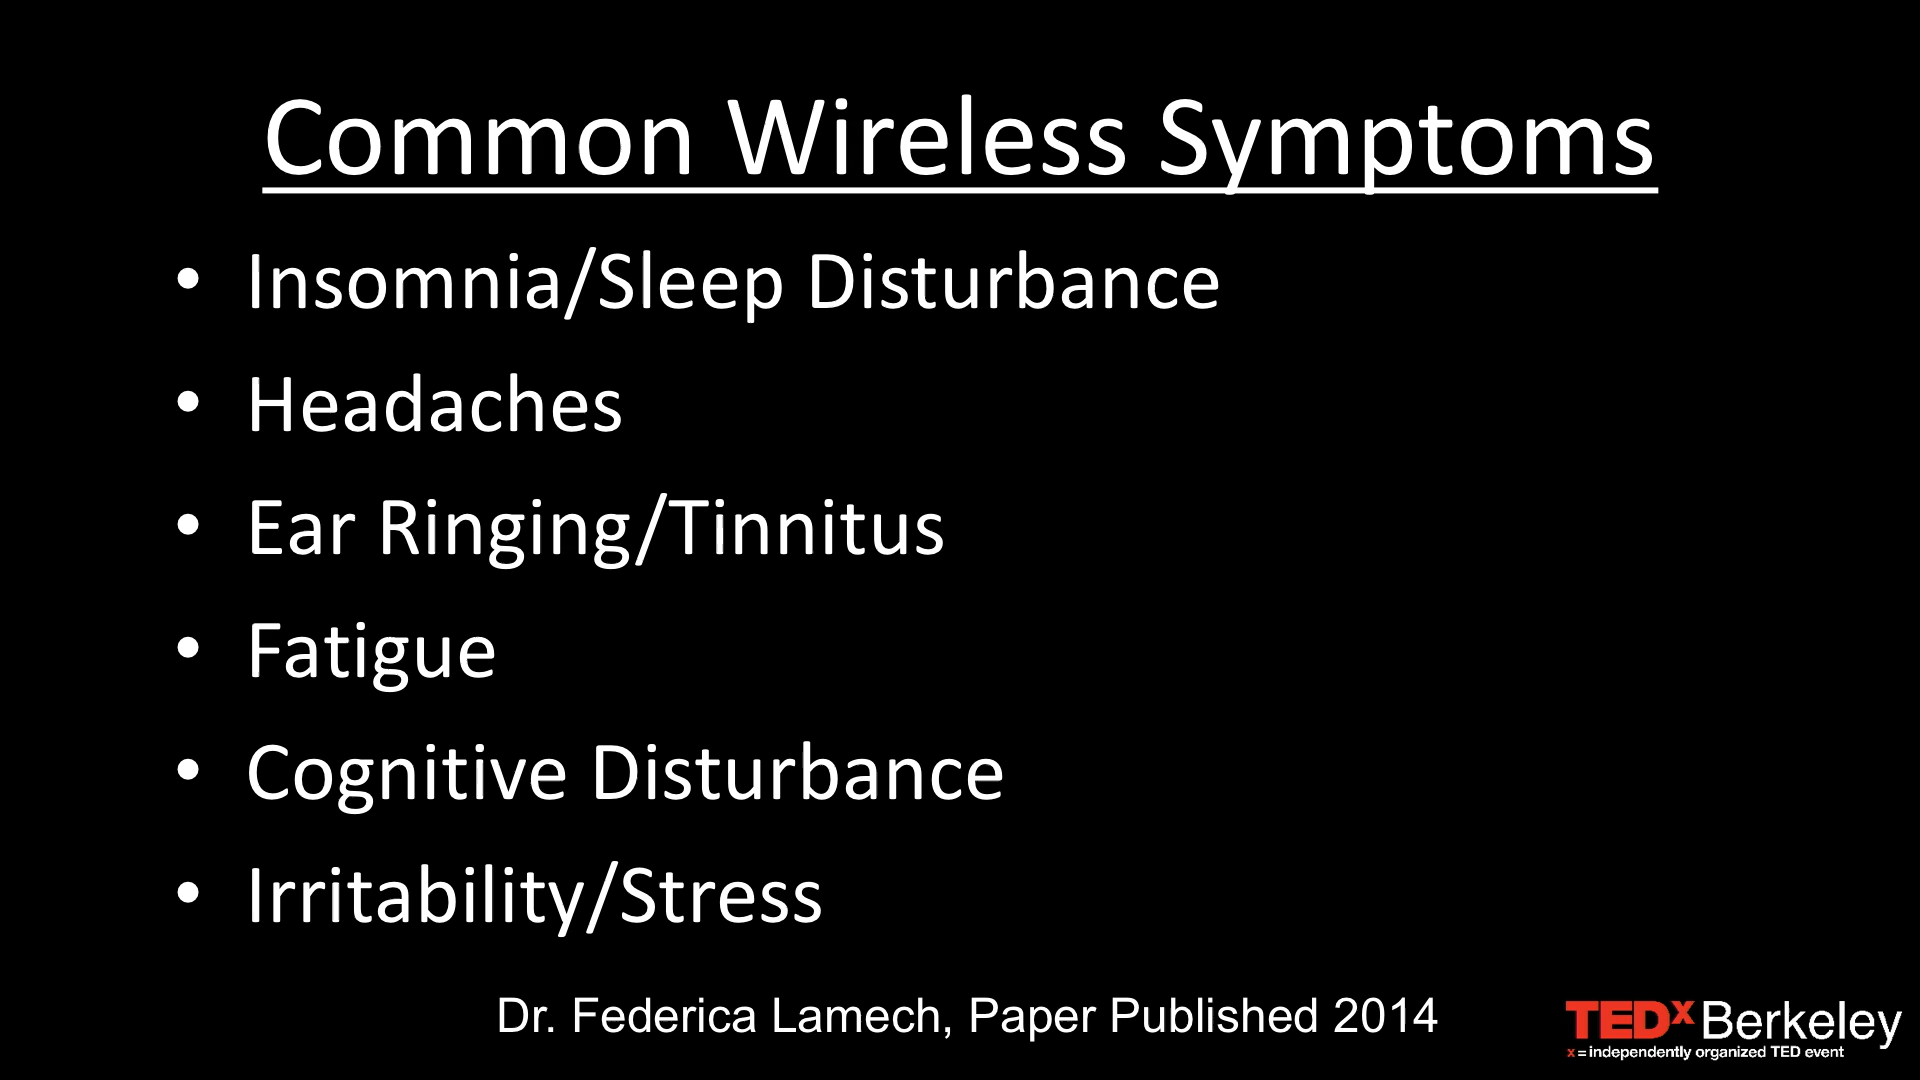 Common Wireless Symptoms
• Insomnia/Sleep Disturbance
• Headaches
• Ear Ringing/Tinnitus
• Fatigue
• Cognitive Disturbance
• Irritability/Stress
Dr. Federica Lamech, Paper Published 2014
TEDx Berkeley
x = independently organized TED event